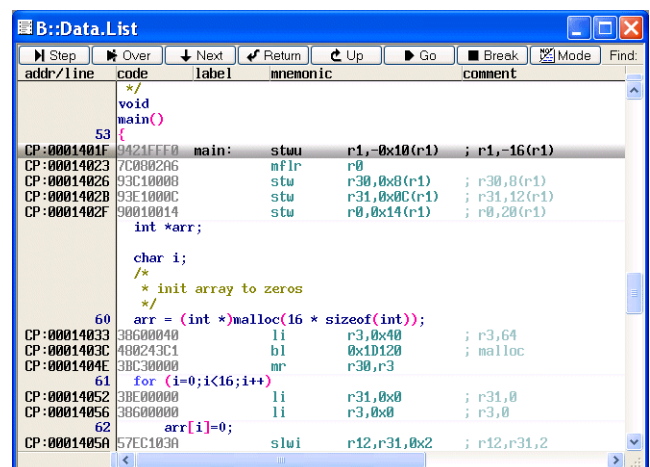 B::Data.List
Step Over Next Return Up Go Break Mode Find:
addr/line code label mnemonic comment
*/
void
main()
53 {
CP:0001401F 9421FFF0 main: stwu r1,-0x10(r1) ; r1,-16(r1)
CP:00014023 7C0802A6 mflr r0
CP:00014026 93C10008 stw r30,0x8(r1) ; r30,8(r1)
CP:0001402B 93E1000C stw r31,0x0C(r1) ; r31,12(r1)
CP:0001402F 90010014 stw r0,0x14(r1) ; r0,20(r1)
int *arr;
char i;
/*
* init array to zeros
*/
60 arr = (int *)malloc(16 * sizeof(int));
CP:00014033 38600040 li r3,0x40 ; r3,64
CP:0001403C 480243C1 bl 0x1D120 ; malloc
CP:0001404E 3BC30000 mr r30,r3
61 for (i=0;i<16;i++)
CP:00014052 3BE00000 li r31,0x0 ; r31,0
CP:00014056 38600000 li r3,0x0 ; r3,0
62 arr[i]=0;
CP:0001405A 57EC103A slwi r12,r31,0x2 ; r12,r31,2